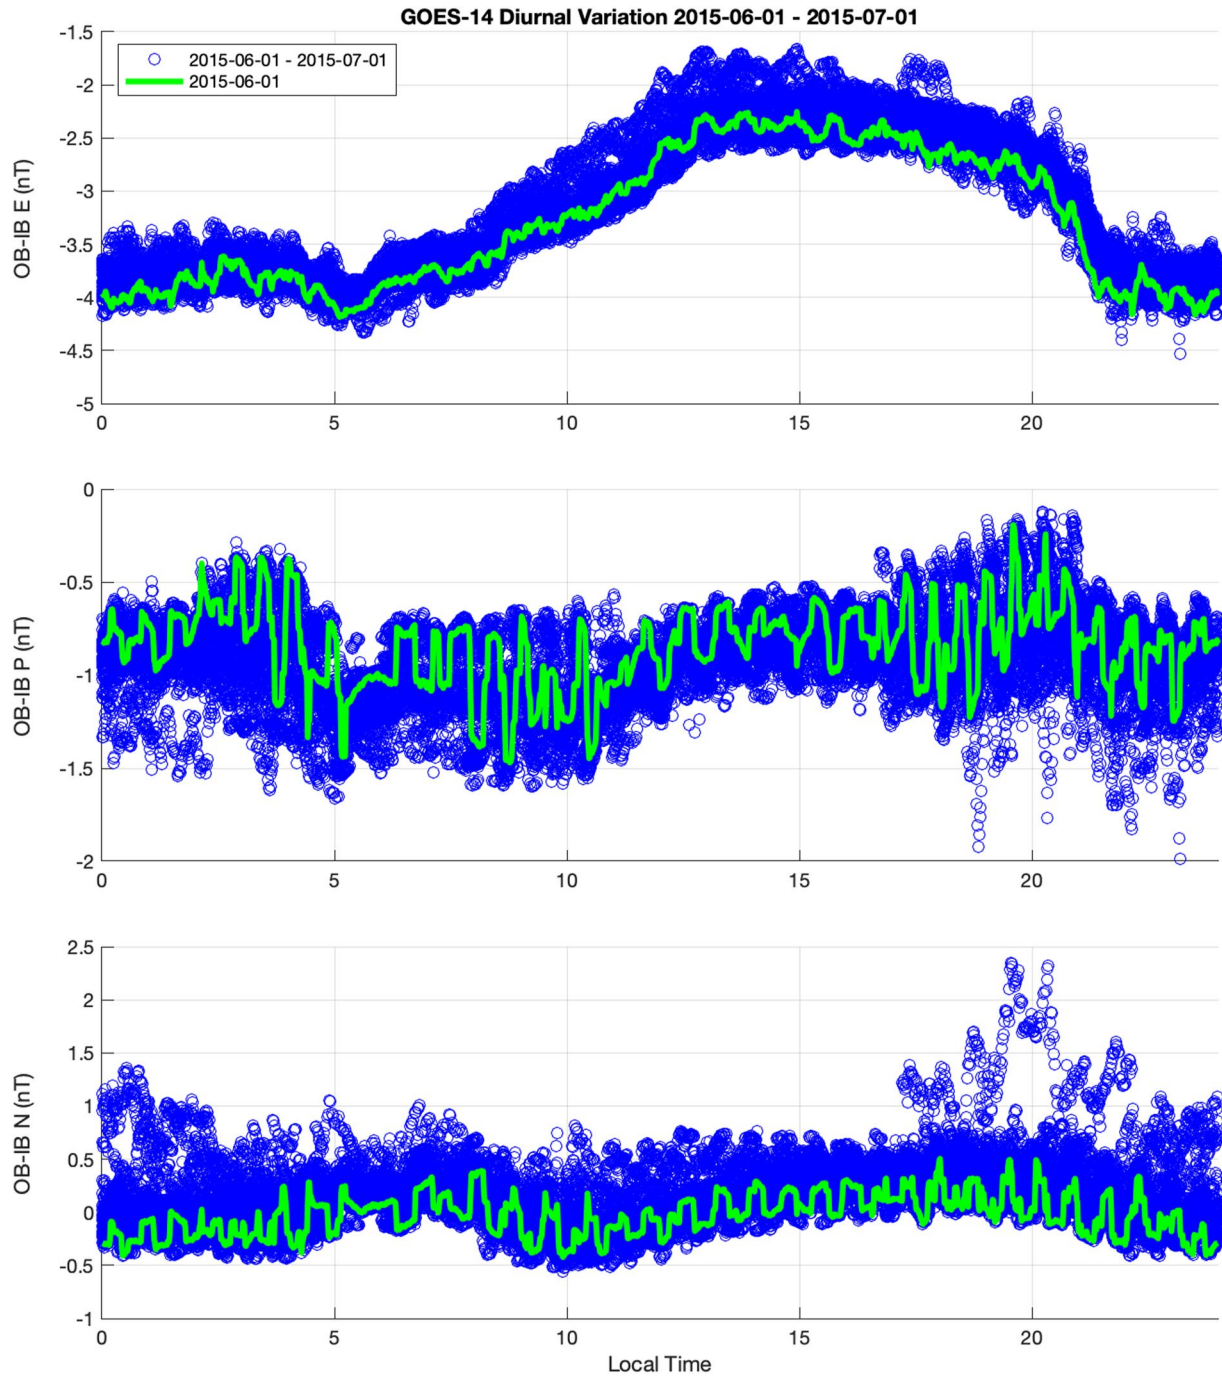 GOES-14 Diurnal Variation 2015-06-01 - 2015-07-01
2015-06-01 - 2015-07-01
2015-06-01
OB-IB E (nT)
-1.5
-2
-2.5
-3
-3.5
-4
-4.5
-5
0 5 10 15 20
OB-IB P (nT)
0
-0.5
-1
-1.5
-2
0 5 10 15 20
OB-IB N (nT)
2.5
2
1.5
1
0.5
0
-0.5
-1
0 5 10 15 20
Local Time